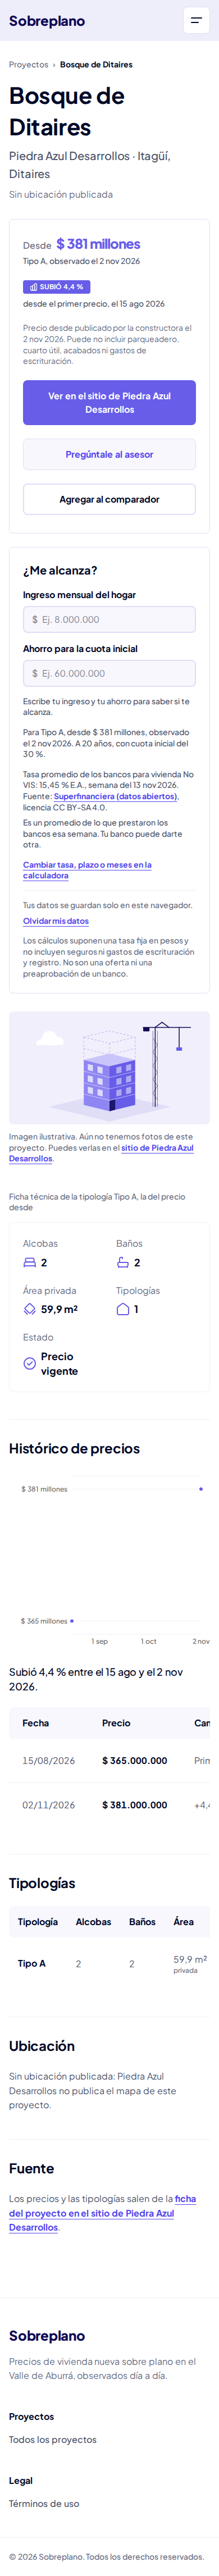 Sobreplano
Proyectos › Bosque de Ditaires
Bosque de
Ditaires
Piedra Azul Desarrollos · Itagüí,
Ditaires
Sin ubicación publicada
Desde $ 381 millones
Tipo A, observado el 2 nov 2026
SUBIÓ 4,4 %
desde el primer precio, el 15 ago 2026
Precio desde publicado por la constructora el
2 nov 2026. Puede no incluir parqueadero,
cuarto útil, acabados ni gastos de
escrituración.
Ver en el sitio de Piedra Azul
Desarrollos
Pregúntale al asesor
Agregar al comparador
¿Me alcanza?
Ingreso mensual del hogar
$ Ej. 8.000.000
Ahorro para la cuota inicial
$ Ej. 60.000.000
Escribe tu ingreso y tu ahorro para saber si te
alcanza.
Para Tipo A, desde $ 381 millones, observado
el 2 nov 2026. A 20 años, con cuota inicial del
30 %.
Tasa promedio de los bancos para vivienda No
VIS: 15,45 % E.A., semana del 13 nov 2026.
Fuente: Superfinanciera (datos abiertos),
licencia CC BY-SA 4.0.
Es un promedio de lo que prestaron los
bancos esa semana. Tu banco puede darte
otra.
Cambiar tasa, plazo o meses en la
calculadora
Tus datos se guardan solo en este navegador.
Olvidar mis datos
Los cálculos suponen una tasa fija en pesos y
no incluyen seguros ni gastos de escrituración
y registro. No son una oferta ni una
preaprobación de un banco.
Imagen ilustrativa. Aún no tenemos fotos de este
proyecto. Puedes verlas en el sitio de Piedra Azul
Desarrollos.
Ficha técnica de la tipología Tipo A, la del precio
desde
Alcobas
2
Baños
2
Área privada
59,9 m²
Tipologías
1
Estado
Precio
vigente
Histórico de precios
$ 381 millones
$ 365 millones
1 sep 1 oct 2 nov
Subió 4,4 % entre el 15 ago y el 2 nov
2026.
Fecha Precio
15/08/2026 $ 365.000.000
02/11/2026 $ 381.000.000
Tipologías
Tipología Alcobas Baños Área
Tipo A 2 2 59,9 m²
privada
Ubicación
Sin ubicación publicada: Piedra Azul
Desarrollos no publica el mapa de este
proyecto.
Fuente
Los precios y las tipologías salen de la ficha
del proyecto en el sitio de Piedra Azul
Desarrollos.
Sobreplano
Precios de vivienda nueva sobre plano en el
Valle de Aburrá, observados día a día.
Proyectos
Todos los proyectos
Legal
Términos de uso
© 2026 Sobreplano. Todos los derechos reservados.